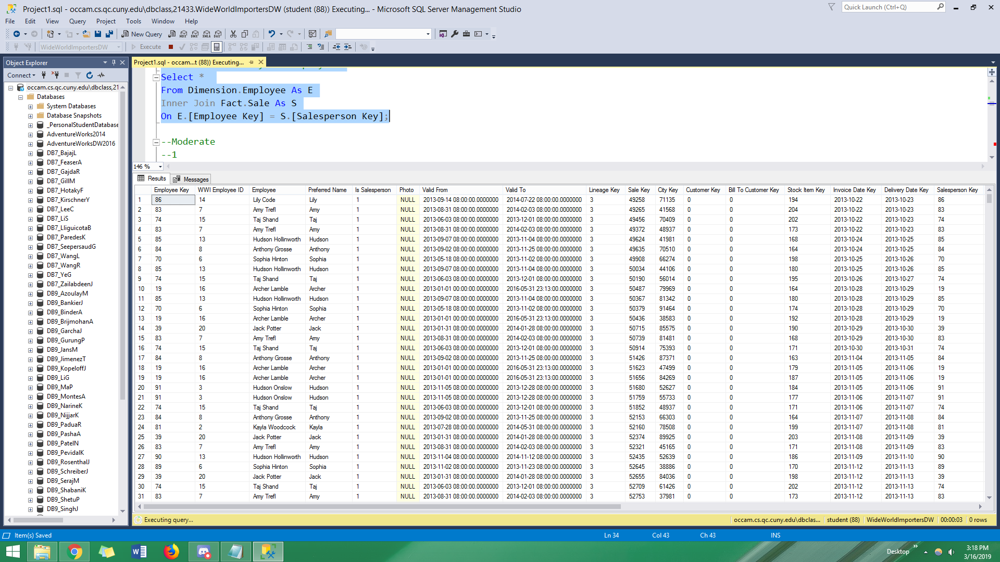 Project1.sql - occam.cs.qc.cuny.edu\dbclass,21433.WideWorldImportersDW (student (88)) Executing... - Microsoft SQL Server Management Studio
Quick Launch (Ctrl+Q)
File Edit View Query Project Tools Window Help
New Query
WideWorldImportersDW Execute
Object Explorer
Project1.sql - occam...t (88)) Executing...
Connect
occam.cs.qc.cuny.edu\dbclass,21
Databases
System Databases
Database Snapshots
_PersonalStudentDatabase
AdventureWorks2014
AdventureWorksDW2016
DB7_BajajL
DB7_FeaserA
DB7_GajdaR
DB7_GillM
DB7_HotakyF
DB7_KirschnerY
DB7_LeeC
DB7_LiS
DB7_LliguicotaB
DB7_ParedesK
DB7_SeepersaudG
DB7_WangL
DB7_WangR
DB7_YeG
DB7_ZailabdeenJ
DB9_AzoulayM
DB9_BankierJ
DB9_BinderA
DB9_BrijmohanA
DB9_GarchaJ
DB9_GurungP
DB9_JansM
DB9_JimenezT
DB9_KopeloffJ
DB9_LiG
DB9_MaP
DB9_MontesA
DB9_NarineK
DB9_NijjarK
DB9_PaduaR
DB9_PashaA
DB9_PatelN
DB9_PevidalK
DB9_RosenthalJ
DB9_SchreiberJ
DB9_SerajM
DB9_ShabaniK
DB9_ShetuP
DB9_SinghJ
Select *
From Dimension.Employee As E
Inner Join Fact.Sale As S
On E.[Employee Key] = S.[Salesperson Key];
--Moderate
--1
146 %
Results Messages
Employee Key WWI Employee ID Employee Preferred Name Is Salesperson Photo Valid From Valid To Lineage Key Sale Key City Key Customer Key Bill To Customer Key Stock Item Key Invoice Date Key Delivery Date Key Salesperson Key
1 86 14 Lily Code Lily 1 NULL 2013-09-14 08:00:00.0000000 2014-07-22 08:00:00.0000000 3 49258 71135 0 0 194 2013-10-22 2013-10-23 86
2 83 7 Amy Trefl Amy 1 NULL 2013-08-31 08:00:00.0000000 2014-02-03 08:00:00.0000000 3 49265 41568 0 0 204 2013-10-22 2013-10-23 83
3 74 15 Taj Shand Taj 1 NULL 2013-06-03 08:00:00.0000000 2013-12-01 08:00:00.0000000 3 49456 70409 0 0 202 2013-10-22 2013-10-23 74
4 83 7 Amy Trefl Amy 1 NULL 2013-08-31 08:00:00.0000000 2014-02-03 08:00:00.0000000 3 49372 48937 0 0 173 2013-10-22 2013-10-23 83
5 85 13 Hudson Hollinworth Hudson 1 NULL 2013-09-07 08:00:00.0000000 2013-11-04 08:00:00.0000000 3 49624 41981 0 0 168 2013-10-24 2013-10-25 85
6 84 8 Anthony Grosse Anthony 1 NULL 2013-09-02 08:00:00.0000000 2013-11-25 08:00:00.0000000 3 49635 70510 0 0 164 2013-10-24 2013-10-25 84
7 70 6 Sophia Hinton Sophia 1 NULL 2013-05-18 08:00:00.0000000 2013-11-02 08:00:00.0000000 3 49908 66274 0 0 198 2013-10-25 2013-10-26 70
8 85 13 Hudson Hollinworth Hudson 1 NULL 2013-09-07 08:00:00.0000000 2013-11-04 08:00:00.0000000 3 50034 44106 0 0 180 2013-10-25 2013-10-26 85
9 74 15 Taj Shand Taj 1 NULL 2013-06-03 08:00:00.0000000 2013-12-01 08:00:00.0000000 3 50190 56014 0 0 195 2013-10-26 2013-10-27 74
10 19 16 Archer Lamble Archer 1 NULL 2013-01-01 00:00:00.0000000 2016-05-31 23:13:00.0000000 3 50487 79969 0 0 164 2013-10-28 2013-10-29 19
11 85 13 Hudson Hollinworth Hudson 1 NULL 2013-09-07 08:00:00.0000000 2013-11-04 08:00:00.0000000 3 50367 81342 0 0 180 2013-10-28 2013-10-29 85
12 70 6 Sophia Hinton Sophia 1 NULL 2013-05-18 08:00:00.0000000 2013-11-02 08:00:00.0000000 3 50379 91464 0 0 174 2013-10-28 2013-10-29 70
13 19 16 Archer Lamble Archer 1 NULL 2013-01-01 00:00:00.0000000 2016-05-31 23:13:00.0000000 3 50436 38583 0 0 192 2013-10-28 2013-10-29 19
14 39 20 Jack Potter Jack 1 NULL 2013-01-31 08:00:00.0000000 2014-01-28 08:00:00.0000000 3 50715 85575 0 0 190 2013-10-29 2013-10-30 39
15 83 7 Amy Trefl Amy 1 NULL 2013-08-31 08:00:00.0000000 2014-02-03 08:00:00.0000000 3 50739 81481 0 0 168 2013-10-29 2013-10-30 83
16 74 15 Taj Shand Taj 1 NULL 2013-06-03 08:00:00.0000000 2013-12-01 08:00:00.0000000 3 50914 75393 0 0 171 2013-10-30 2013-10-31 74
17 84 8 Anthony Grosse Anthony 1 NULL 2013-09-02 08:00:00.0000000 2013-11-25 08:00:00.0000000 3 51426 87371 0 0 163 2013-11-04 2013-11-05 84
18 19 16 Archer Lamble Archer 1 NULL 2013-01-01 00:00:00.0000000 2016-05-31 23:13:00.0000000 3 51623 47499 0 0 179 2013-11-05 2013-11-06 19
19 19 16 Archer Lamble Archer 1 NULL 2013-01-01 00:00:00.0000000 2016-05-31 23:13:00.0000000 3 51656 84269 0 0 187 2013-11-05 2013-11-06 19
20 91 3 Hudson Onslow Hudson 1 NULL 2013-11-05 08:00:00.0000000 2013-12-28 08:00:00.0000000 3 51680 52627 0 0 184 2013-11-05 2013-11-06 91
21 91 3 Hudson Onslow Hudson 1 NULL 2013-11-05 08:00:00.0000000 2013-12-28 08:00:00.0000000 3 51759 55733 0 0 177 2013-11-06 2013-11-07 91
22 74 15 Taj Shand Taj 1 NULL 2013-06-03 08:00:00.0000000 2013-12-01 08:00:00.0000000 3 51852 48937 0 0 171 2013-11-06 2013-11-07 74
23 84 8 Anthony Grosse Anthony 1 NULL 2013-09-02 08:00:00.0000000 2013-11-25 08:00:00.0000000 3 52153 66303 0 0 164 2013-11-07 2013-11-08 84
24 81 2 Kayla Woodcock Kayla 1 NULL 2013-07-28 08:00:00.0000000 2014-05-31 08:00:00.0000000 3 52160 78508 0 0 199 2013-11-07 2013-11-08 81
25 39 20 Jack Potter Jack 1 NULL 2013-01-31 08:00:00.0000000 2014-01-28 08:00:00.0000000 3 52374 89925 0 0 203 2013-11-08 2013-11-09 39
26 83 7 Amy Trefl Amy 1 NULL 2013-08-31 08:00:00.0000000 2014-02-03 08:00:00.0000000 3 52321 45165 0 0 171 2013-11-08 2013-11-09 83
27 90 13 Hudson Hollinworth Hudson 1 NULL 2013-11-04 08:00:00.0000000 2014-11-12 08:00:00.0000000 3 52435 52639 0 0 186 2013-11-09 2013-11-10 90
28 89 6 Sophia Hinton Sophia 1 NULL 2013-11-02 08:00:00.0000000 2013-11-23 08:00:00.0000000 3 52645 38886 0 0 170 2013-11-12 2013-11-13 89
29 39 20 Jack Potter Jack 1 NULL 2013-01-31 08:00:00.0000000 2014-01-28 08:00:00.0000000 3 52655 84036 0 0 198 2013-11-12 2013-11-13 39
30 74 15 Taj Shand Taj 1 NULL 2013-06-03 08:00:00.0000000 2013-12-01 08:00:00.0000000 3 52709 61426 0 0 202 2013-11-12 2013-11-13 74
31 83 7 Amy Trefl Amy 1 NULL 2013-08-31 08:00:00.0000000 2014-02-03 08:00:00.0000000 3 52753 37981 0 0 173 2013-11-12 2013-11-13 83
Executing query... occam.cs.qc.cuny.edu\dbclas... student (88) WideWorldImportersDW 00:00:03 0 rows
Item(s) Saved Ln 34 Col 43 Ch 43 INS
Desktop
3:18 PM
3/16/2019